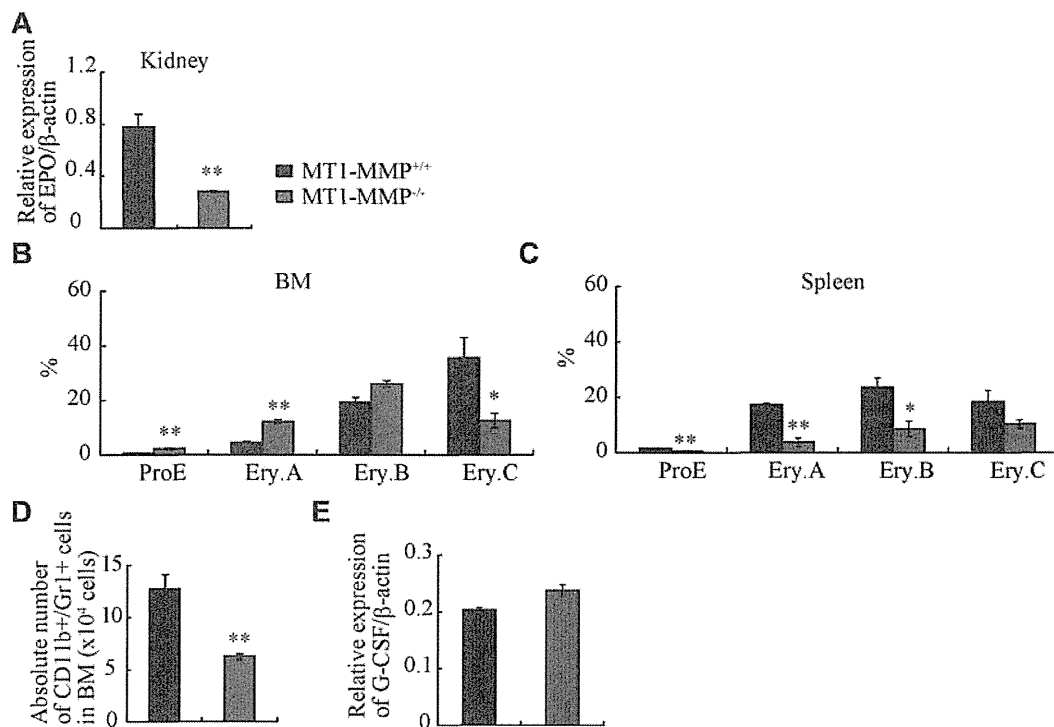 A
Kidney
Relative expression
of EPO/β-actin
1.2
0.8
0.4
0
**
MT1-MMP+/+
MT1-MMP-/-
B
BM
%
60
40
20
0
**
**
*
ProE
Ery.A
Ery.B
Ery.C
C
Spleen
%
60
40
20
0
**
**
*
ProE
Ery.A
Ery.B
Ery.C
D
Absolute number
of CD11b+/Gr1+ cells
in BM (x10⁴ cells)
15
10
5
0
**
E
Relative expression
of G-CSF/β-actin
0.3
0.2
0.1
0